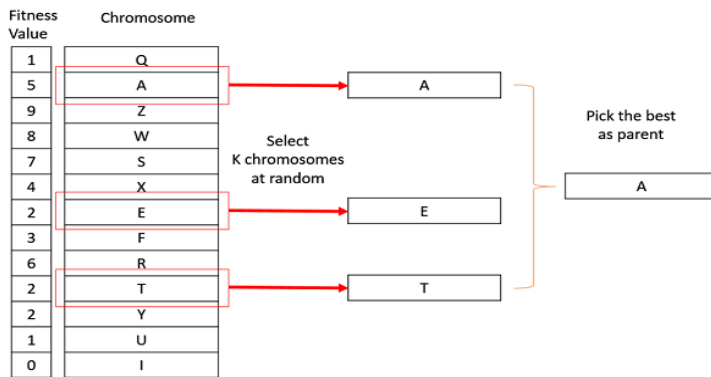 Fitness
Value
Chromosome
1 Q
5 A
9 Z
8 W
7 S
4 X
2 E
3 F
6 R
2 T
2 Y
1 U
0 I
Select
K chromosomes
at random
A
E
T
Pick the best
as parent
A